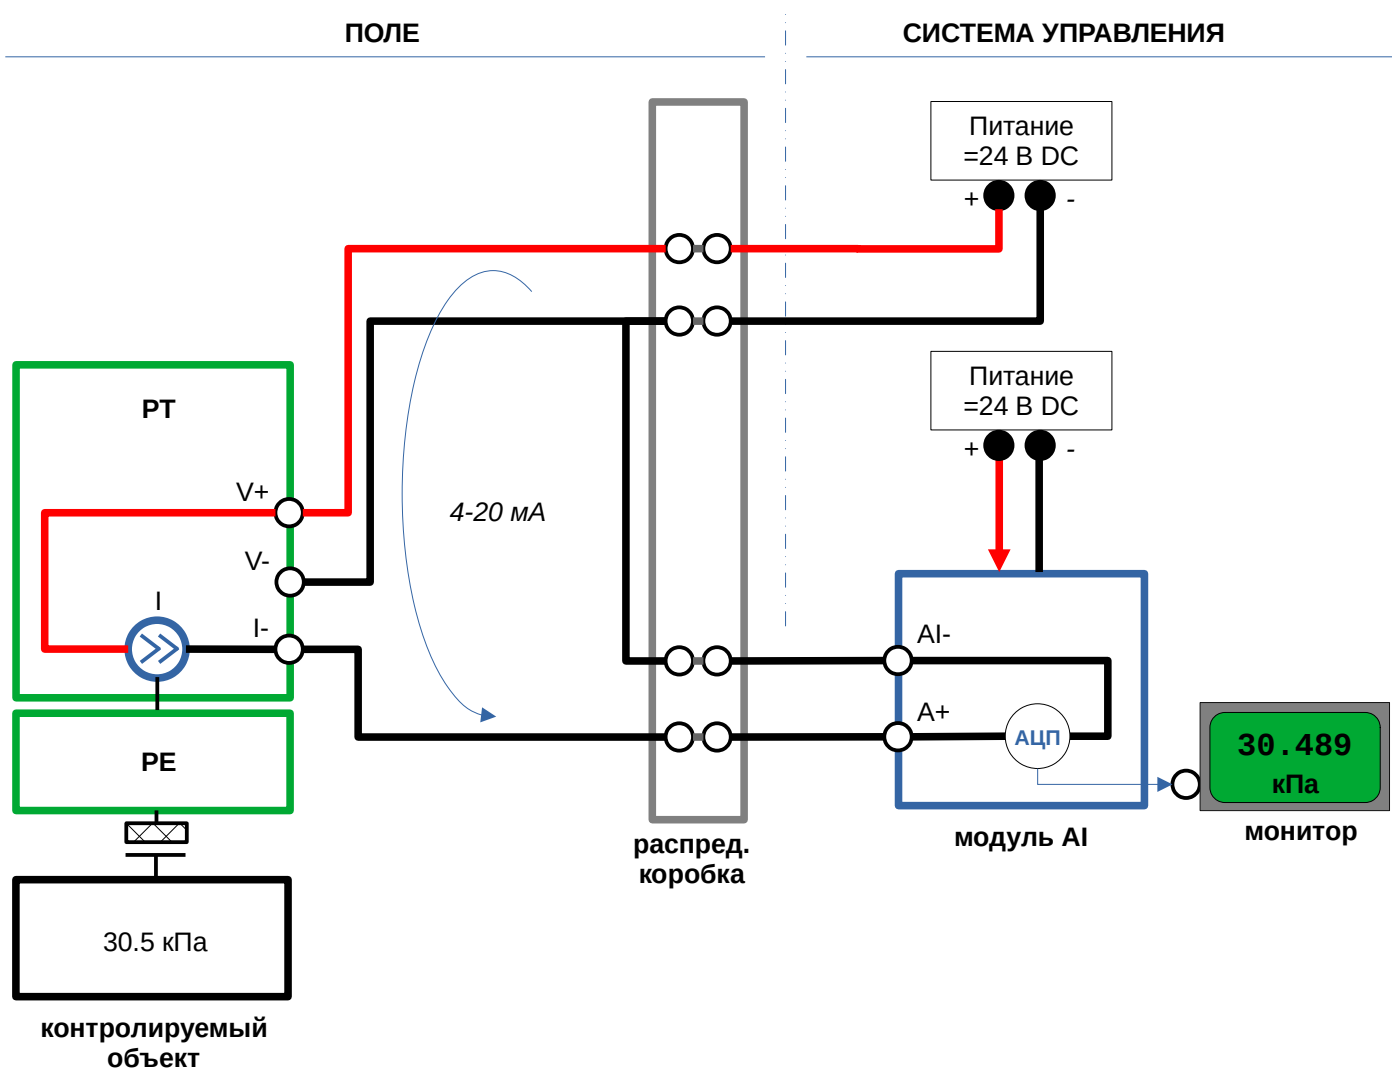 ПОЛЕ
СИСТЕМА УПРАВЛЕНИЯ
Питание
=24 В DC
+ -
Питание
=24 В DC
+ -
PT
V+
V-
I
I-
4-20 мА
AI-
A+
АЦП
PE
30.489
кПа
монитор
модуль AI
распред.
коробка
30.5 кПа
контролируемый
объект